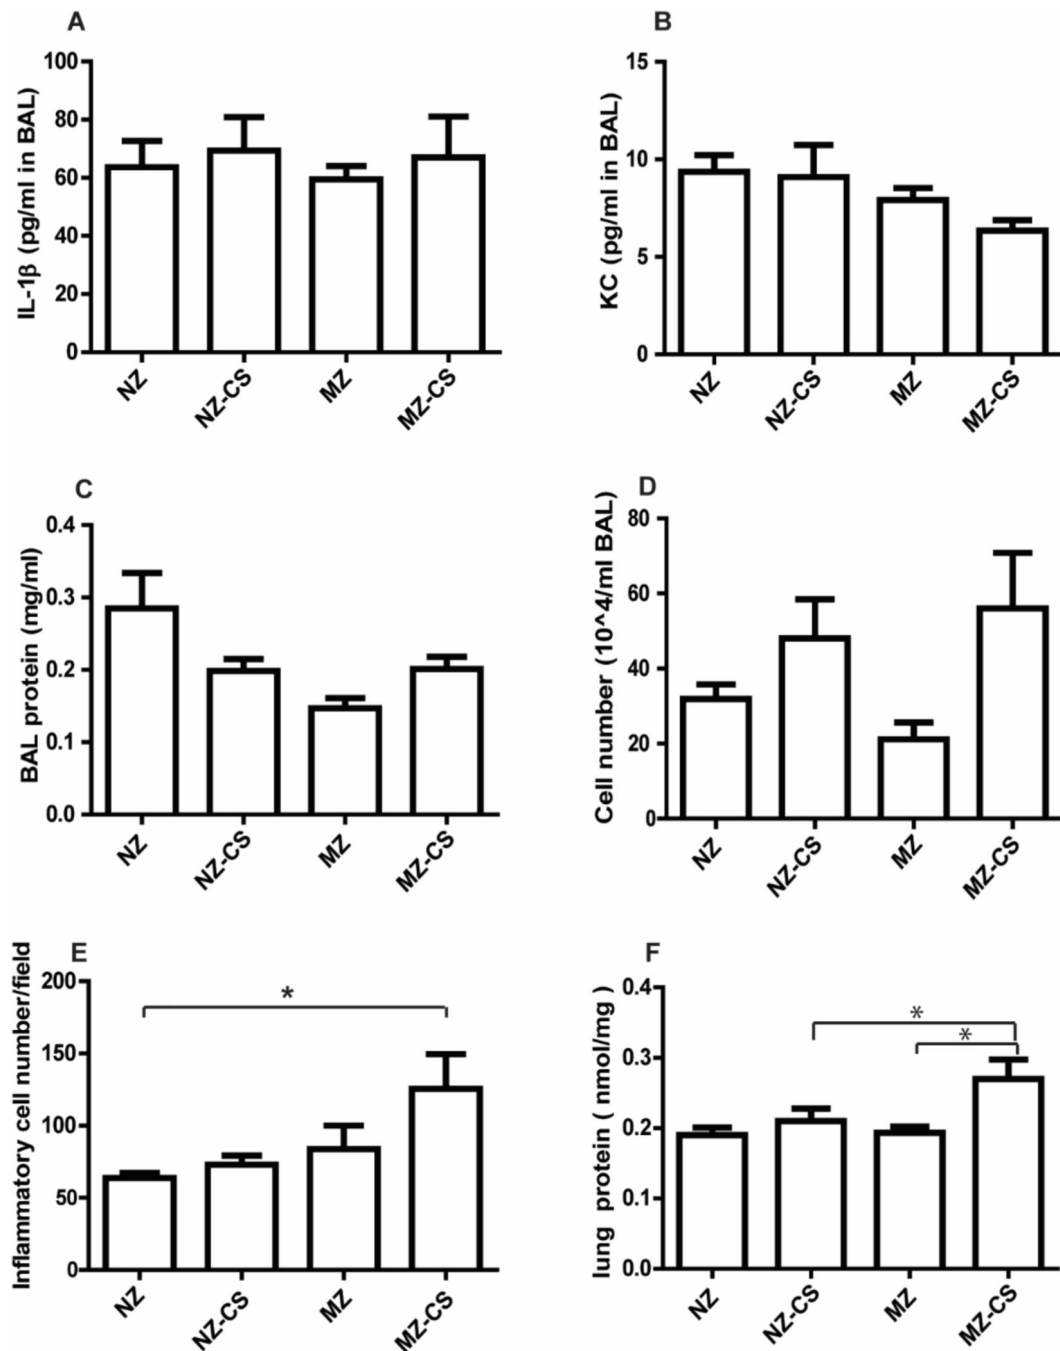 A
IL-1β (pg/ml in BAL)
100
80
60
40
20
0
NZ
NZ-CS
MZ
MZ-CS
B
KC (pg/ml in BAL)
15
10
5
0
NZ
NZ-CS
MZ
MZ-CS
C
BAL protein (mg/ml)
0.4
0.3
0.2
0.1
0.0
NZ
NZ-CS
MZ
MZ-CS
D
Cell number (10^4/ml BAL)
80
60
40
20
0
NZ
NZ-CS
MZ
MZ-CS
E
Inflammatory cell number/field
200
150
100
50
0
*
NZ
NZ-CS
MZ
MZ-CS
F
lung protein ( nmol/mg )
0.4
0.3
0.2
0.1
0.0
*
*
NZ
NZ-CS
MZ
MZ-CS